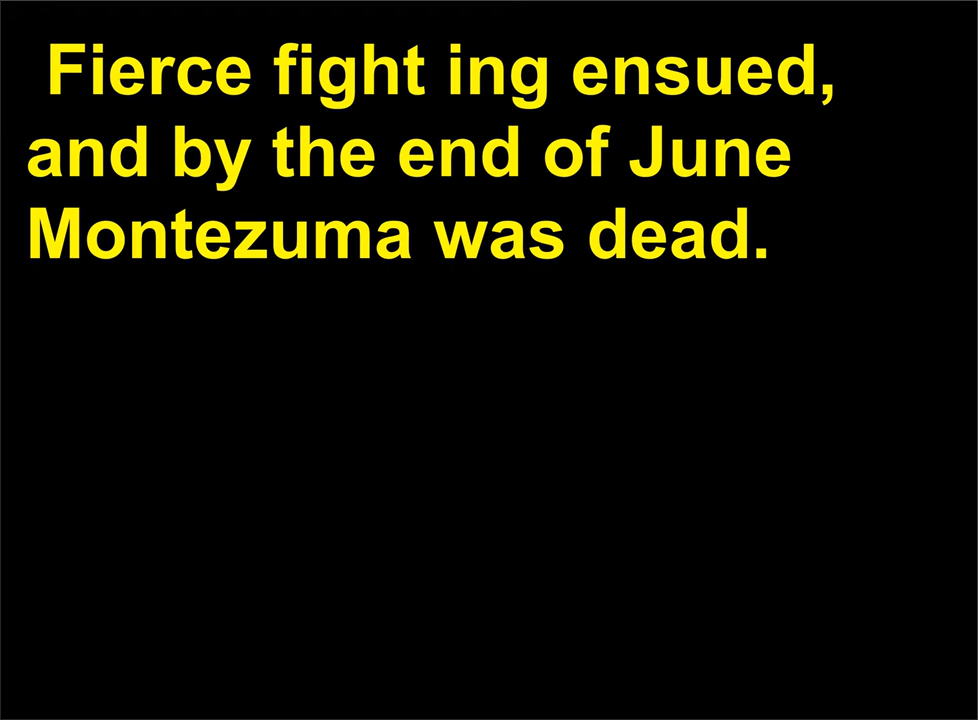 Fierce fight ing ensued,
and by the end of June
Montezuma was dead.